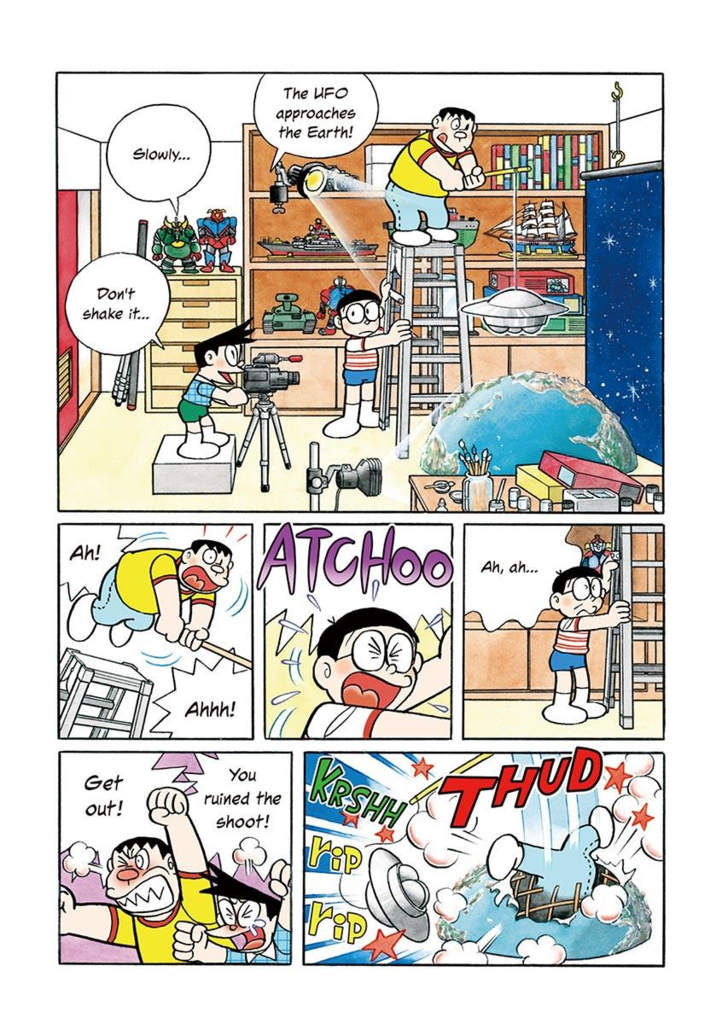 The UFO
approaches
the Earth!
Slowly...
Don't
shake it...
Ah, ah...
ATCHOO
Ah!
Ahhh!
THUD
KRSHH
rip
rip
You
ruined the
shoot!
Get
out!